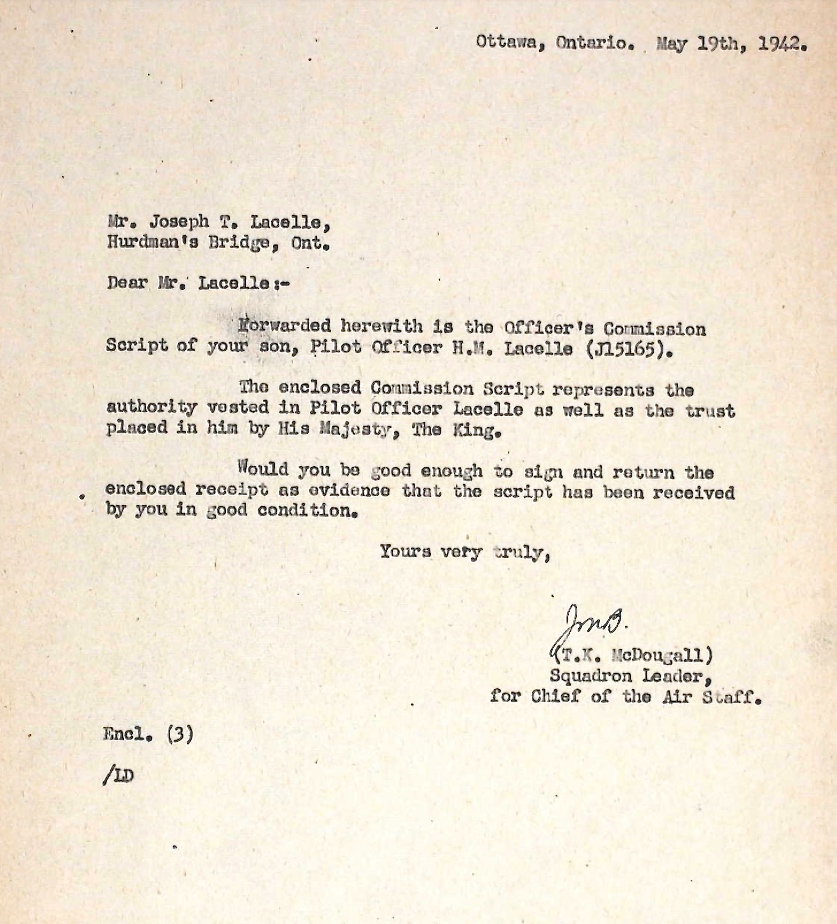 Ottawa, Ontario. May 19th, 1942.
Mr. Joseph T. Lacelle,
Hurdman's Bridge, Ont.
Dear Mr. Lacelle:-
Forwarded herewith is the Officer's Commission
Script of your son, Pilot Officer H.M. Lacelle (J15165).
The enclosed Commission Script represents the
authority vested in Pilot Officer Lacelle as well as the trust
placed in him by His Majesty, The King.
Would you be good enough to sign and return the
enclosed receipt as evidence that the script has been received
by you in good condition.
Yours very truly,
(T.K. McDougall)
Squadron Leader,
for Chief of the Air Staff.
Encl. (3)
/LD